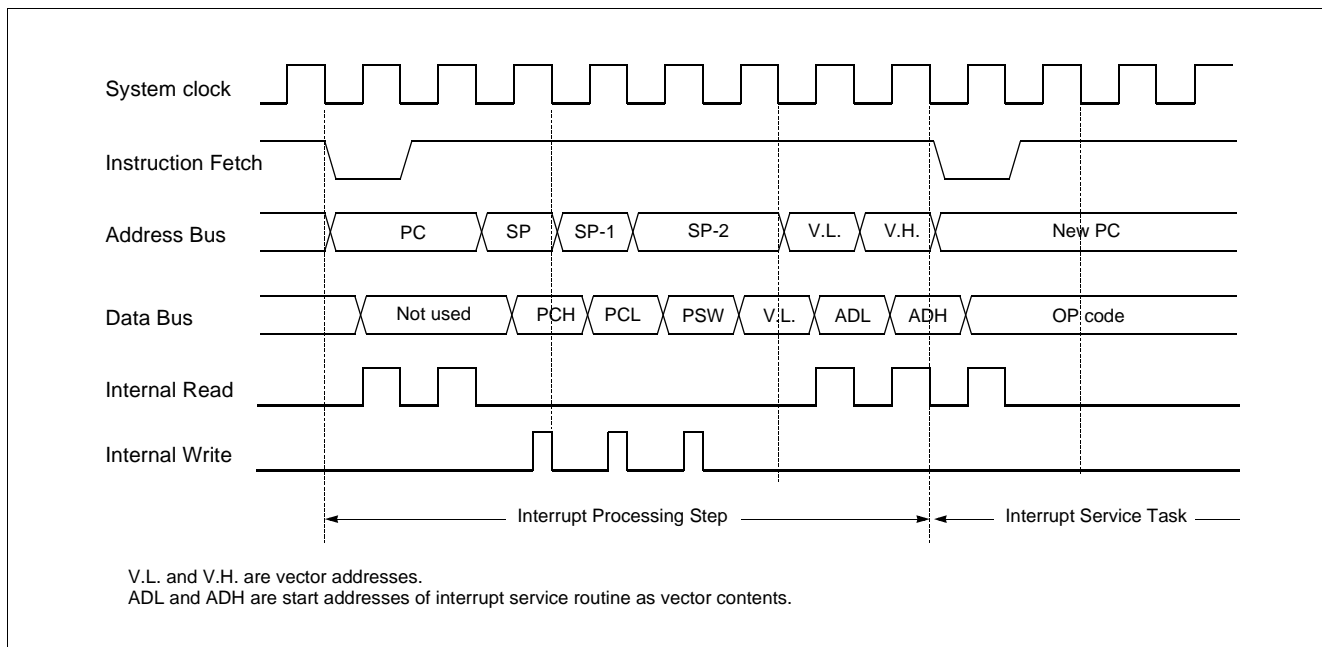 System clock
Instruction Fetch
Address Bus PC SP SP-1 SP-2 V.L. V.H. New PC
Data Bus Not used PCH PCL PSW V.L. ADL ADH OP code
Internal Read
Internal Write
Interrupt Processing Step Interrupt Service Task
V.L. and V.H. are vector addresses.
ADL and ADH are start addresses of interrupt service routine as vector contents.